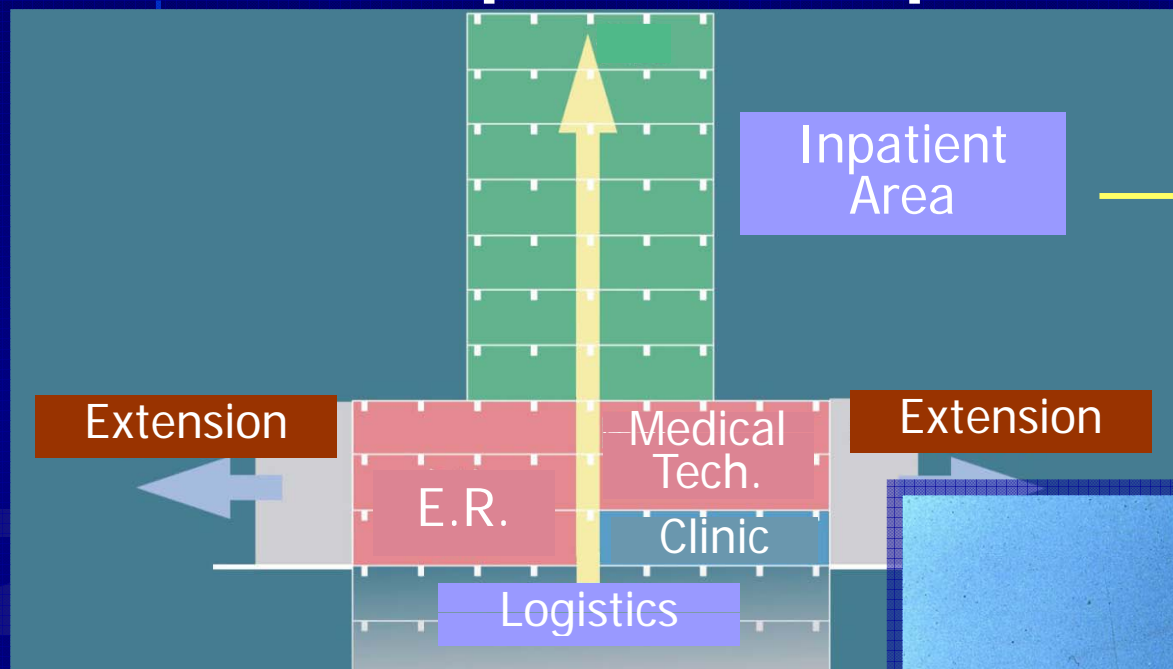 Inpatient
Area
Extension
Extension
Medical
Tech.
E.R.
Clinic
Logistics